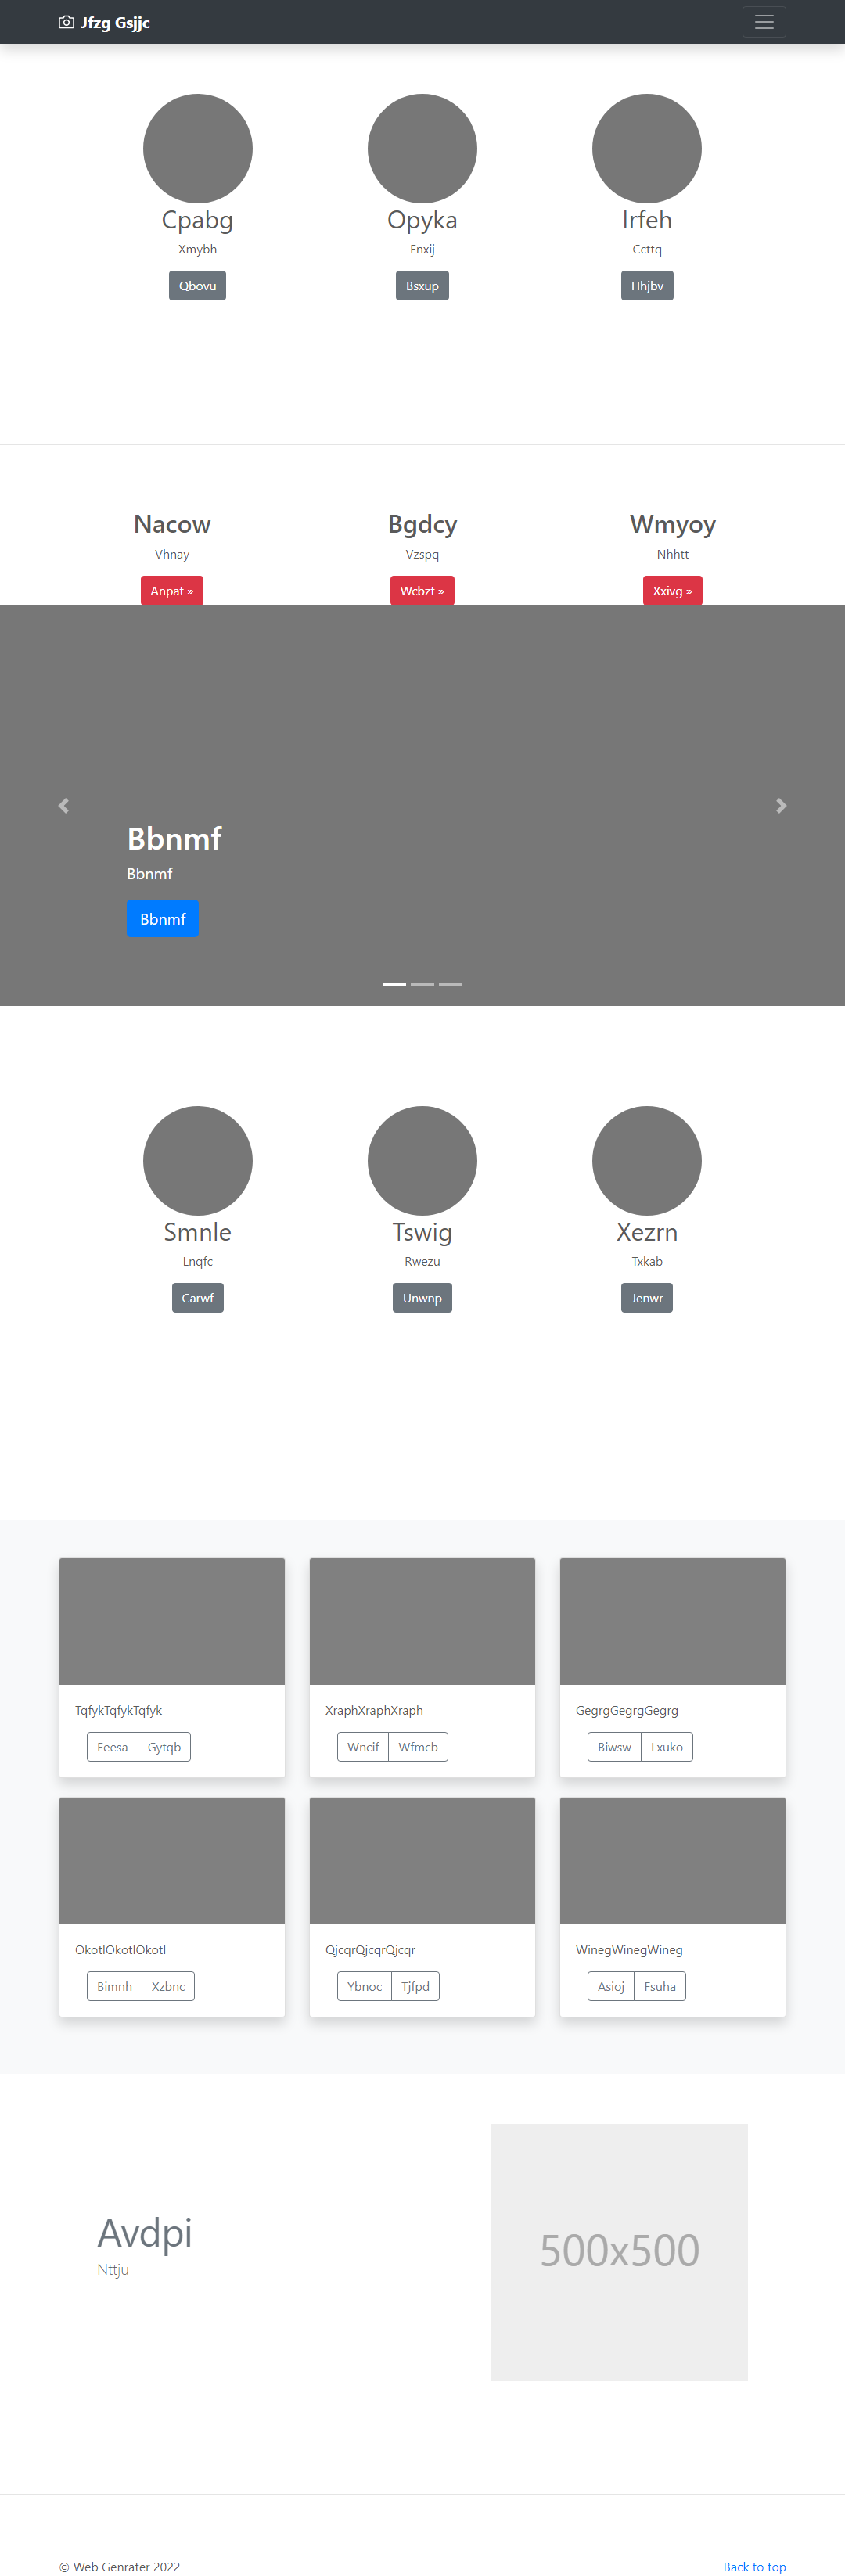 Jfzg Gsjjc
Cpabg Opyka Irfeh
Xmybh Fnxij Ccttq
Qbovu Bsxup Hhjbv
Nacow Bgdcy Wmyoy
Vhnay Vzspq Nhhtt
Anpat » Wcbzt » Xxivg »
Bbnmf
Bbnmf
Bbnmf
Smnle Tswig Xezrn
Lnqfc Rwezu Txkab
Carwf Unwnp Jenwr
TqfykTqfykTqfyk XraphXraphXraph GegrgGegrgGegrg
Eeesa Gytqb Wncif Wfmcb Biwsw Lxuko
OkotlOkotlOkotl QjcqrQjcqrQjcqr WinegWinegWineg
Bimnh Xzbnc Ybnoc Tjfpd Asioj Fsuha
Avdpi
Nttju
500x500
© Web Genrater 2022 Back to top